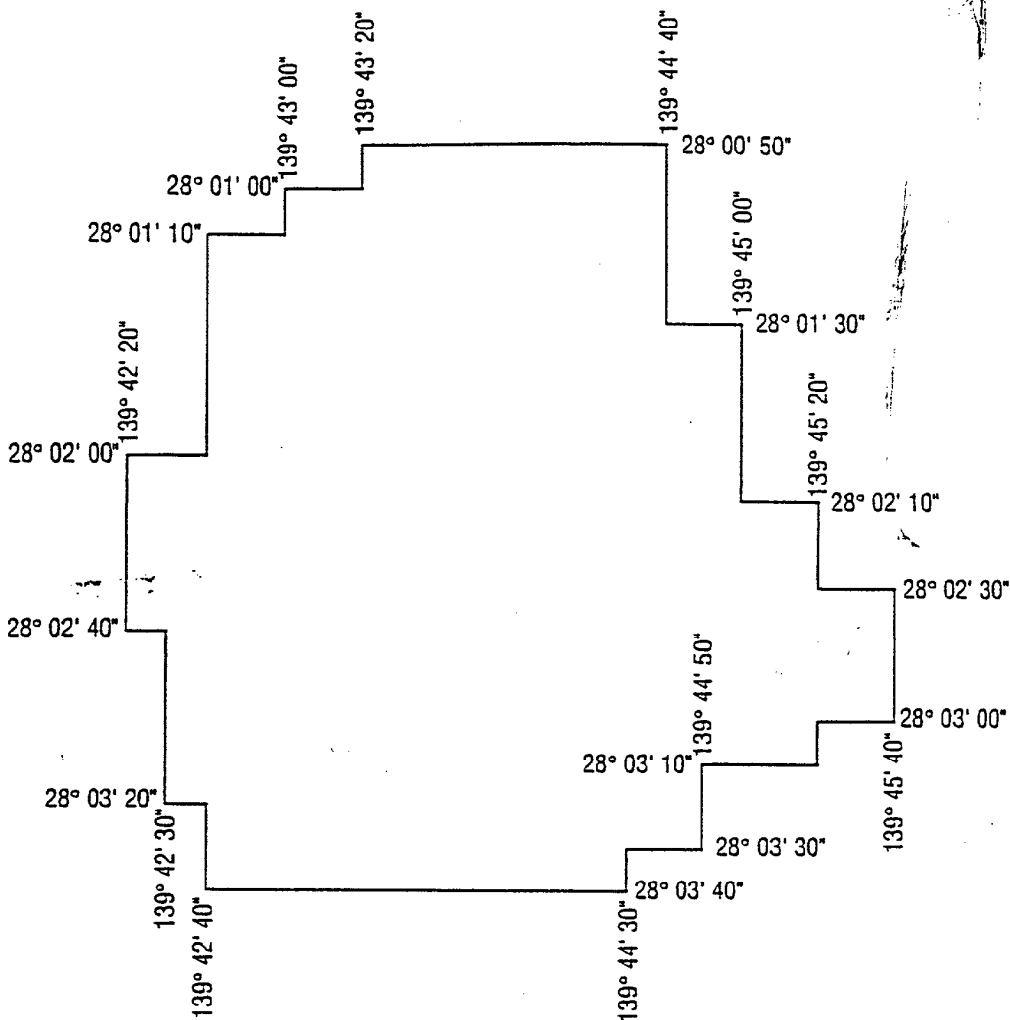 139° 43' 20"
139° 44' 40"
139° 43' 00"
28° 00' 50"
28° 01' 00"
28° 01' 10"
139° 45' 00"
28° 01' 30"
139° 42' 20"
139° 45' 20"
28° 02' 00"
28° 02' 10"
28° 02' 30"
28° 02' 40"
139° 44' 50"
28° 03' 00"
28° 03' 10"
139° 45' 40"
28° 03' 20"
139° 42' 30"
28° 03' 30"
28° 03' 40"
139° 42' 40"
139° 44' 30"